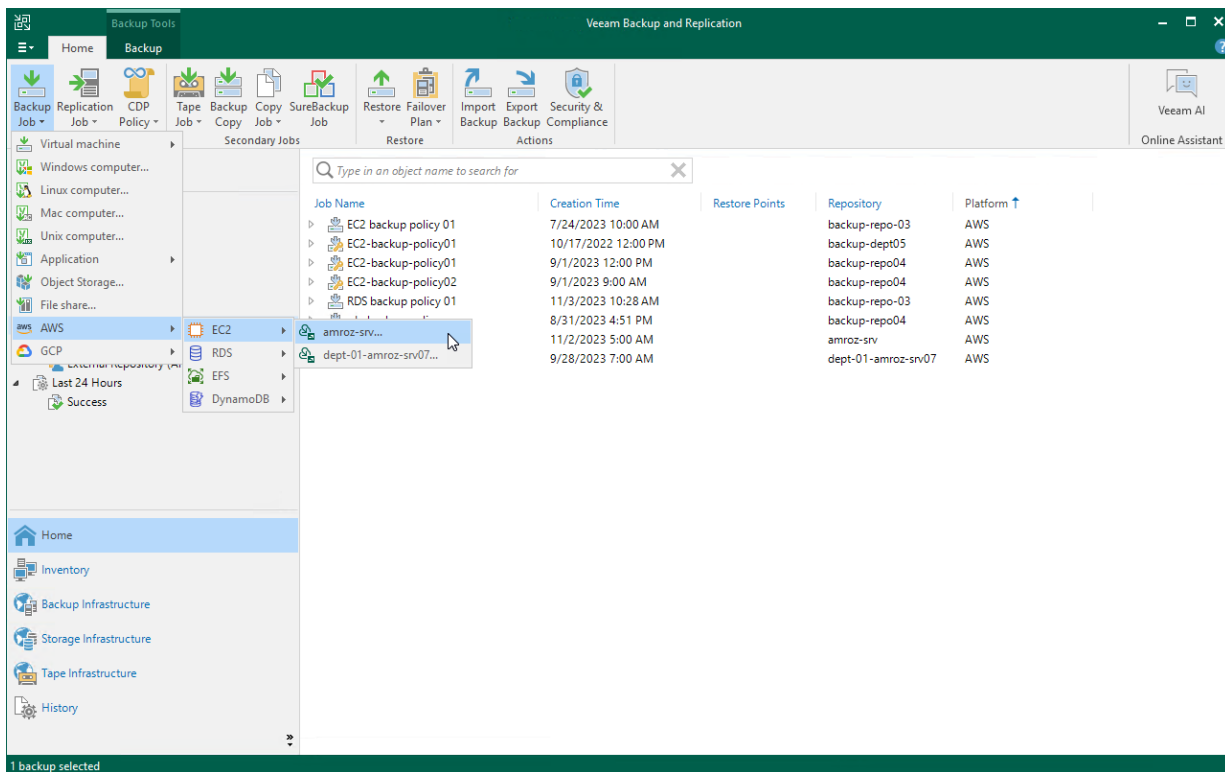 Backup Tools
Veeam Backup and Replication
Home
Backup
Backup Job
Replication Job
CDP Policy
Tape Job
Backup Copy
Copy Job
SureBackup Job
Restore
Failover Plan
Import Backup
Export Backup
Security & Compliance
Veeam AI
Secondary Jobs
Restore
Actions
Online Assistant
Virtual machine
Windows computer...
Linux computer...
Mac computer...
Unix computer...
Application
Object Storage...
File share...
AWS
GCP
EC2
RDS
EFS
DynamoDB
amroz-srv...
dept-01-amroz-srv07...
Last 24 Hours
Success
Type in an object name to search for
Job Name Creation Time Restore Points Repository Platform
EC2 backup policy 01 7/24/2023 10:00 AM backup-repo-03 AWS
EC2-backup-policy01 10/17/2022 12:00 PM backup-dept05 AWS
EC2-backup-policy01 9/1/2023 12:00 PM backup-repo04 AWS
EC2-backup-policy02 9/1/2023 9:00 AM backup-repo04 AWS
RDS backup policy 01 11/3/2023 10:28 AM backup-repo-03 AWS
8/31/2023 4:51 PM backup-repo04 AWS
11/2/2023 5:00 AM amroz-srv AWS
9/28/2023 7:00 AM dept-01-amroz-srv07 AWS
Home
Inventory
Backup Infrastructure
Storage Infrastructure
Tape Infrastructure
History
1 backup selected